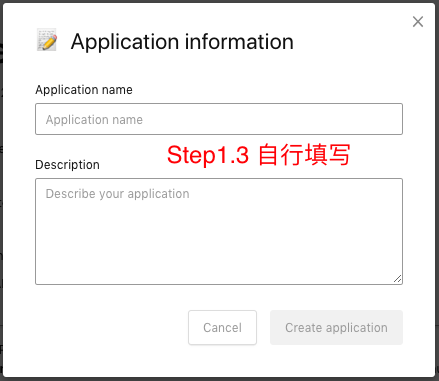 Application information
Application name
Application name
Step1.3 自行填写
Description
Describe your application
Cancel
Create application